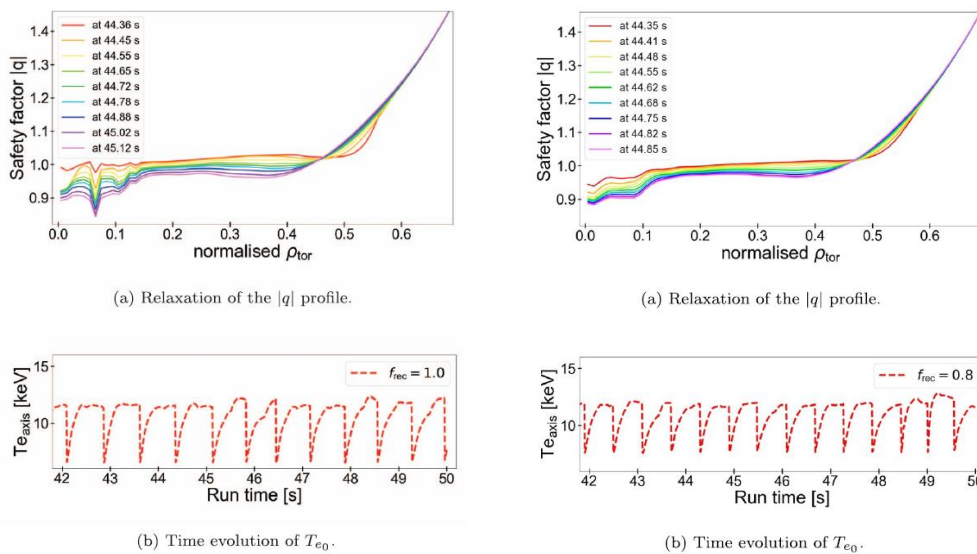 Safety factor |q|
1.4
1.3
1.2
1.1
1.0
0.9
at 44.36 s
at 44.45 s
at 44.55 s
at 44.65 s
at 44.72 s
at 44.78 s
at 44.88 s
at 45.02 s
at 45.12 s
0.0 0.1 0.2 0.3 0.4 0.5 0.6
normalised ρtor
(a) Relaxation of the |q| profile.
Safety factor |q|
1.4
1.3
1.2
1.1
1.0
0.9
at 44.35 s
at 44.41 s
at 44.48 s
at 44.55 s
at 44.62 s
at 44.68 s
at 44.75 s
at 44.82 s
at 44.85 s
0.0 0.1 0.2 0.3 0.4 0.5 0.6
normalised ρtor
(a) Relaxation of the |q| profile.
Teaxis [keV]
15
10
frec = 1.0
42 43 44 45 46 47 48 49 50
Run time [s]
(b) Time evolution of Te0.
Teaxis [keV]
15
10
frec = 0.8
42 43 44 45 46 47 48 49 50
Run time [s]
(b) Time evolution of Te0.